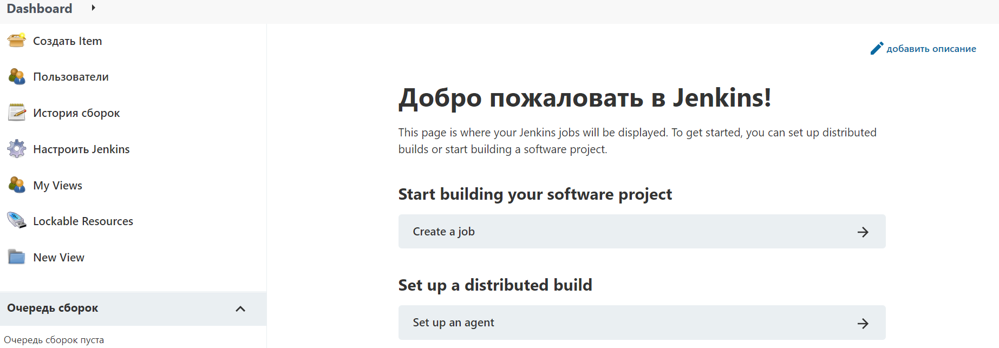 Dashboard
Создать Item
Пользователи
История сборок
Настроить Jenkins
My Views
Lockable Resources
New View
Очередь сборок
Очередь сборок пуста
добавить описание
Добро пожаловать в Jenkins!
This page is where your Jenkins jobs will be displayed. To get started, you can set up distributed
builds or start building a software project.
Start building your software project
Create a job
Set up a distributed build
Set up an agent